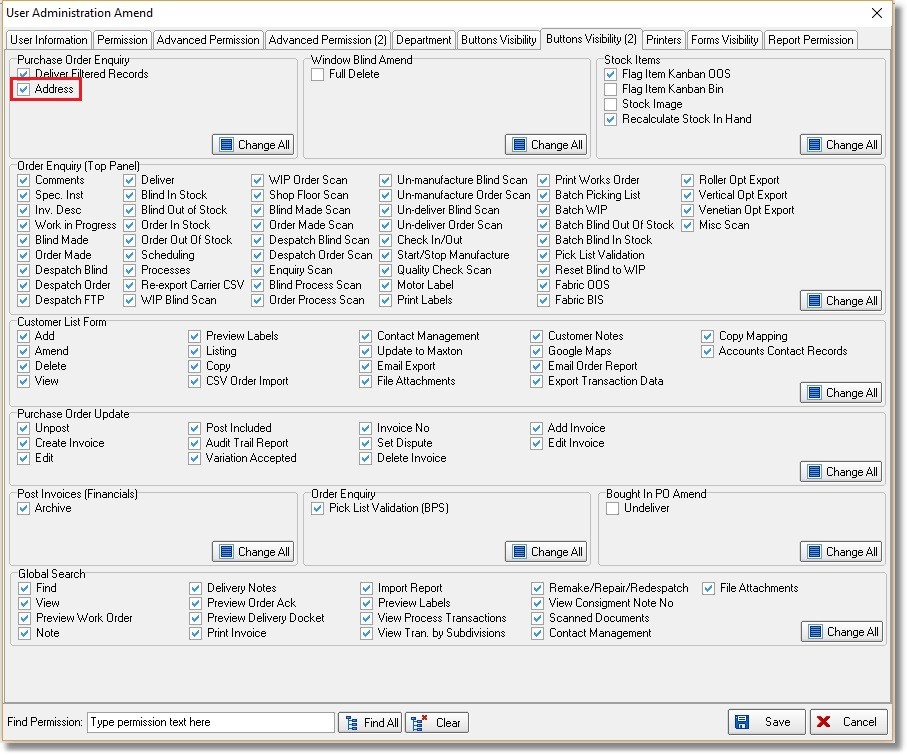 User Administration Amend
User Information Permission Advanced Permission Advanced Permission (2) Department Buttons Visibility Buttons Visibility (2) Printers Forms Visibility Report Permission
Purchase Order Enquiry
Deliver Filtered Records
Address
Change All
Window Blind Amend
Full Delete
Change All
Stock Items
Flag Item Kanban OOS
Flag Item Kanban Bin
Stock Image
Recalculate Stock In Hand
Change All
Order Enquiry (Top Panel)
Comments Deliver WIP Order Scan Un-manufacture Blind Scan Print Works Order Roller Opt Export
Spec. Inst Blind In Stock Shop Floor Scan Un-manufacture Order Scan Batch Picking List Vertical Opt Export
Inv. Desc Blind Out of Stock Blind Made Scan Un-deliver Blind Scan Batch WIP Venetian Opt Export
Work in Progress Order In Stock Order Made Scan Un-deliver Order Scan Batch Blind Out Of Stock Misc Scan
Blind Made Order Out Of Stock Despatch Blind Scan Check In/Out Batch Blind In Stock
Order Made Scheduling Despatch Order Scan Start/Stop Manufacture Pick List Validation
Despatch Blind Processes Enquiry Scan Quality Check Scan Reset Blind to WIP
Despatch Order Re-export Carrier CSV Blind Process Scan Motor Label Fabric OOS
Despatch FTP WIP Blind Scan Order Process Scan Print Labels Fabric BIS
Change All
Customer List Form
Add Preview Labels Contact Management Customer Notes Copy Mapping
Amend Listing Update to Maxton Google Maps Accounts Contact Records
Delete Copy Email Export Email Order Report
View CSV Order Import File Attachments Export Transaction Data
Change All
Purchase Order Update
Unpost Post Included Invoice No Add Invoice
Create Invoice Audit Trail Report Set Dispute Edit Invoice
Edit Variation Accepted Delete Invoice
Change All
Post Invoices (Financials)
Archive
Change All
Order Enquiry
Pick List Validation (BPS)
Change All
Bought In PO Amend
Undeliver
Change All
Global Search
Find Delivery Notes Import Report Remake/Repair/Redespatch File Attachments
View Preview Order Ack Preview Labels View Consigment Note No
Preview Work Order Preview Delivery Docket View Process Transactions Scanned Documents
Note Print Invoice View Tran. by Subdivisions Contact Management
Change All
Find Permission: Type permission text here Find All Clear Save Cancel